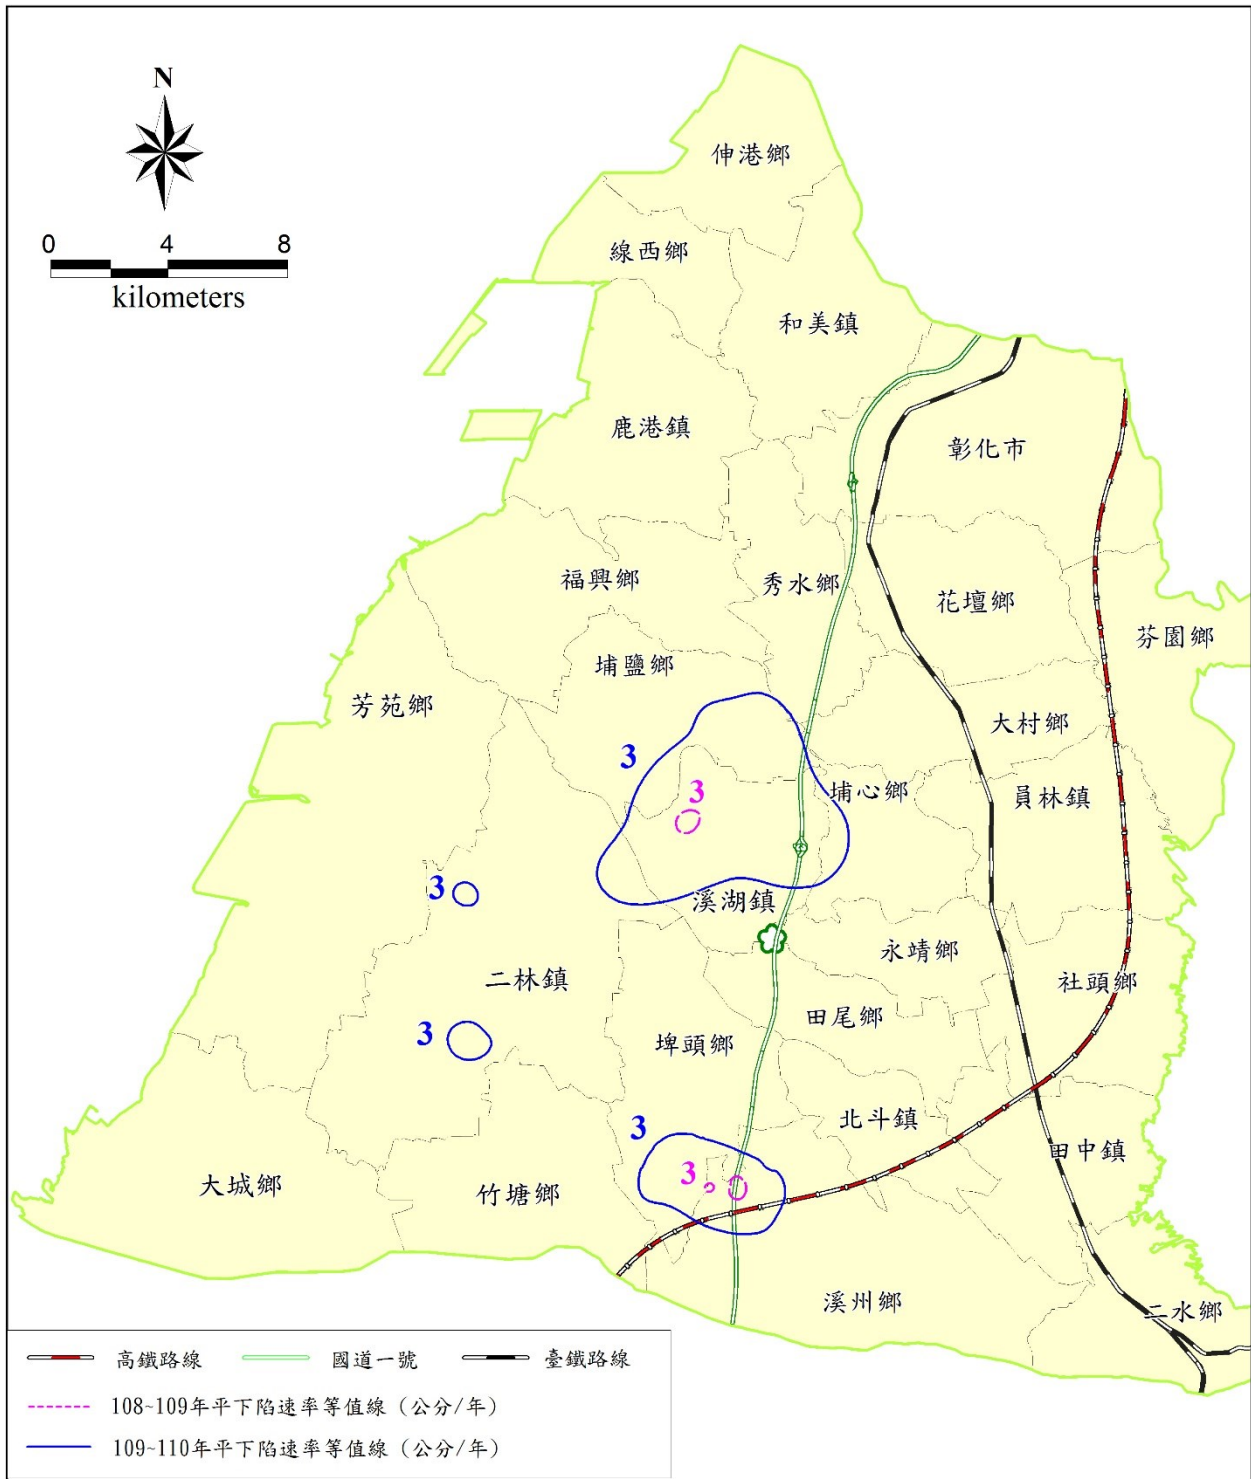 N
0 4 8
kilometers
伸港鄉
線西鄉
和美鎮
鹿港鎮
彰化市
福興鄉
秀水鄉
花壇鄉
芬園鄉
埔鹽鄉
芳苑鄉
大村鄉
3
3
埔心鄉
員林鎮
3
溪湖鎮
永靖鄉
二林鎮
社頭鄉
3
埤頭鄉
田尾鄉
3
北斗鎮
田中鎮
3
大城鄉
竹塘鄉
溪州鄉
二水鄉
高鐵路線 國道一號 臺鐵路線
108~109年平下陷速率等值線 (公分/年)
109~110年平下陷速率等值線 (公分/年)